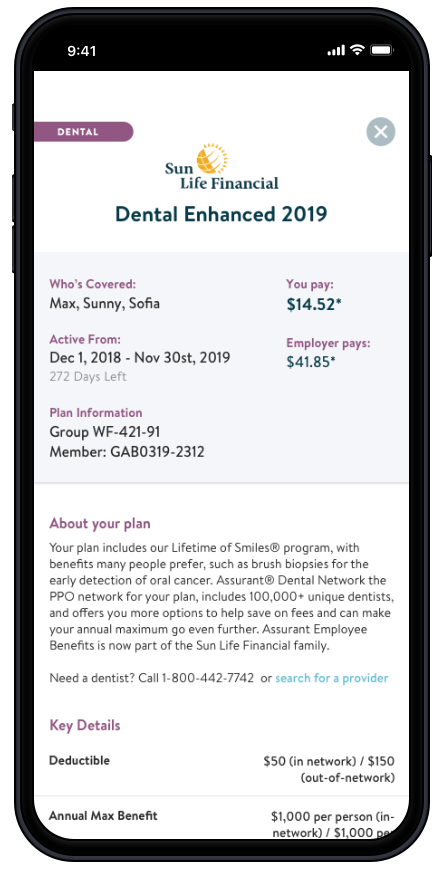 9:41
DENTAL
Sun
Life Financial
Dental Enhanced 2019
Who's Covered:
Max, Sunny, Sofia
You pay:
$14.52*
Active From:
Dec 1, 2018 - Nov 30st, 2019
272 Days Left
Employer pays:
$41.85*
Plan Information
Group WF-421-91
Member: GAB0319-2312
About your plan
Your plan includes our Lifetime of Smiles® program, with
benefits many people prefer, such as brush biopsies for the
early detection of oral cancer. Assurant® Dental Network the
PPO network for your plan, includes 100,000+ unique dentists,
and offers you more options to help save on fees and can make
your annual maximum go even further. Assurant Employee
Benefits is now part of the Sun Life Financial family.
Need a dentist? Call 1-800-442-7742 or search for a provider
Key Details
Deductible
$50 (in network) / $150
(out-of-network)
Annual Max Benefit
$1,000 per person (in-
network) / $1,000 per